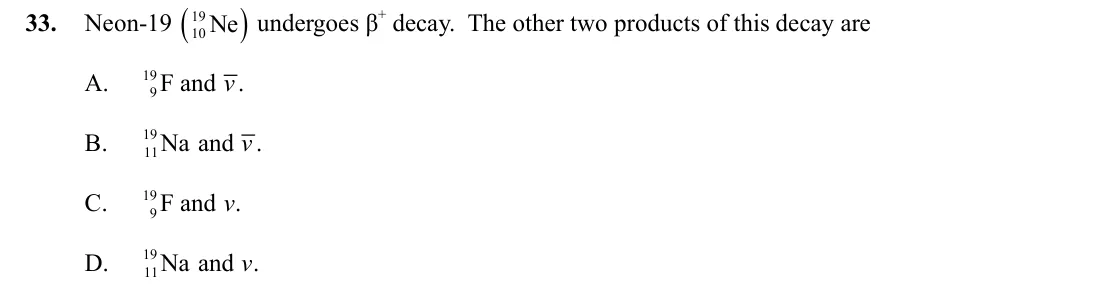 33. Neon-19 (¹⁹₁₀Ne) undergoes β⁺ decay. The other two products of this decay are
A. ¹⁹₉F and ν̅.
B. ¹⁹₁₁Na and ν̅.
C. ¹⁹₉F and ν.
D. ¹⁹₁₁Na and ν.